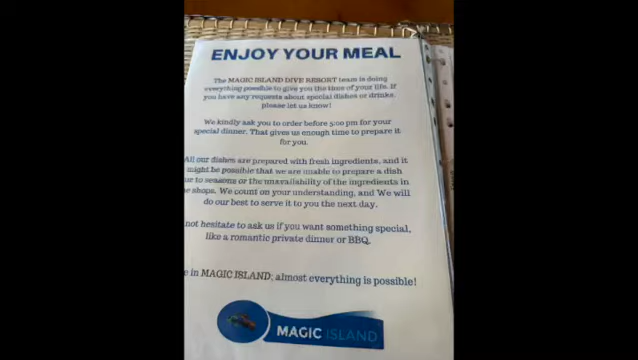 ENJOY YOUR MEAL
The MAGIC ISLAND DIVE RESORT team is doing
everything possible to give you the time of your life. If
you have any requests about special dishes or drinks,
please let us know!
We kindly ask you to order before 5:00 pm for your
special dinner. That gives us enough time to prepare it
for you.
All our dishes are prepared with fresh ingredients, and it
might be possible that we are unable to prepare a dish
ue to seasons or the unavailability of the ingredients in
e shops. We count on your understanding, and We will
do our best to serve it to you the next day.
not hesitate to ask us if you want something special,
like a romantic private dinner or BBQ.
e in MAGIC ISLAND; almost everything is possible!
MAGIC ISLAND